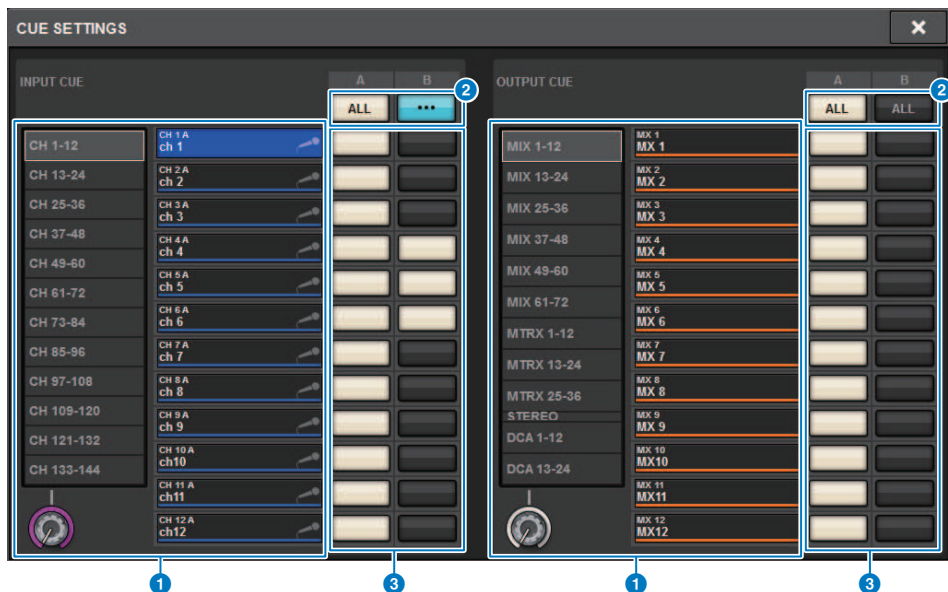 CUE SETTINGS
×
INPUT CUE
A
B
2
ALL
•••
CH 1-12
CH 13-24
CH 25-36
CH 37-48
CH 49-60
CH 61-72
CH 73-84
CH 85-96
CH 97-108
CH 109-120
CH 121-132
CH 133-144
CH 1 A
ch 1
CH 2 A
ch 2
CH 3 A
ch 3
CH 4 A
ch 4
CH 5 A
ch 5
CH 6 A
ch 6
CH 7 A
ch 7
CH 8 A
ch 8
CH 9 A
ch 9
CH 10 A
ch10
CH 11 A
ch11
CH 12 A
ch12
1
3
OUTPUT CUE
A
B
2
ALL
ALL
MIX 1-12
MIX 13-24
MIX 25-36
MIX 37-48
MIX 49-60
MIX 61-72
MTRX 1-12
MTRX 13-24
MTRX 25-36
STEREO
DCA 1-12
DCA 13-24
MX 1
MX 1
MX 2
MX 2
MX 3
MX 3
MX 4
MX 4
MX 5
MX 5
MX 6
MX 6
MX 7
MX 7
MX 8
MX 8
MX 9
MX 9
MX 10
MX10
MX 11
MX11
MX 12
MX12
1
3